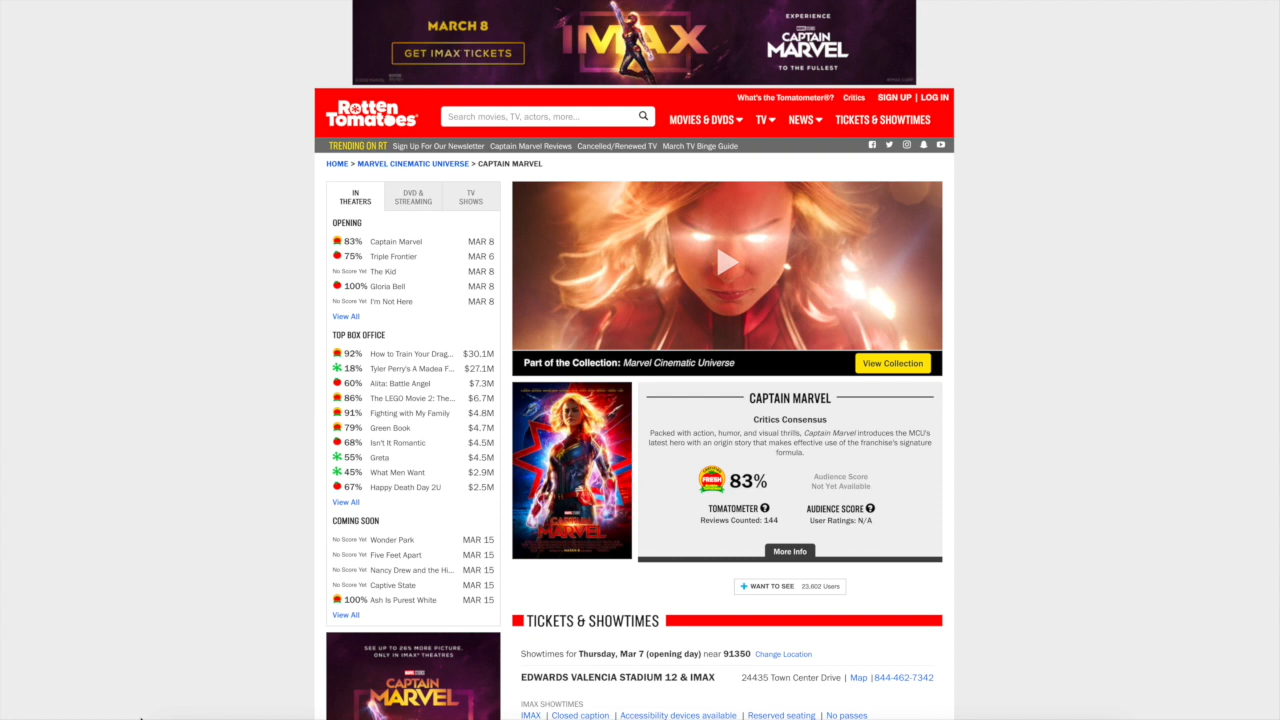 MARCH 8
GET IMAX TICKETS
IMAX
EXPERIENCE
MARVEL STUDIOS
CAPTAIN
MARVEL
TO THE FULLEST
What's the Tomatometer®? Critics SIGN UP | LOG IN
Rotten
Tomatoes
Search movies, TV, actors, more...
MOVIES & DVDS TV NEWS TICKETS & SHOWTIMES
TRENDING ON RT Sign Up For Our Newsletter Captain Marvel Reviews Cancelled/Renewed TV March TV Binge Guide
HOME > MARVEL CINEMATIC UNIVERSE > CAPTAIN MARVEL
IN THEATERS
DVD & STREAMING
TV SHOWS
OPENING
83% Captain Marvel MAR 8
75% Triple Frontier MAR 6
No Score Yet The Kid MAR 8
100% Gloria Bell MAR 8
No Score Yet I'm Not Here MAR 8
View All
TOP BOX OFFICE
92% How to Train Your Drag... $30.1M
18% Tyler Perry's A Madea F... $27.1M
60% Alita: Battle Angel $7.3M
86% The LEGO Movie 2: The... $6.7M
91% Fighting with My Family $4.8M
79% Green Book $4.7M
68% Isn't It Romantic $4.5M
55% Greta $4.5M
45% What Men Want $2.9M
67% Happy Death Day 2U $2.5M
View All
COMING SOON
No Score Yet Wonder Park MAR 15
No Score Yet Five Feet Apart MAR 15
No Score Yet Nancy Drew and the Hi... MAR 15
No Score Yet Captive State MAR 15
100% Ash Is Purest White MAR 15
View All
SEE UP TO 26% MORE PICTURE,
ONLY IN IMAX® THEATRES
MARVEL STUDIOS
CAPTAIN
MARVEL
Part of the Collection: Marvel Cinematic Universe
View Collection
CAPTAIN
MARVEL
MARCH 8
CAPTAIN MARVEL
Critics Consensus
Packed with action, humor, and visual thrills, Captain Marvel introduces the MCU's
latest hero with an origin story that makes effective use of the franchise's signature
formula.
FRESH
83%
Audience Score
Not Yet Available
TOMATOMETER
AUDIENCE SCORE
Reviews Counted: 144
User Ratings: N/A
More Info
WANT TO SEE 23,602 Users
TICKETS & SHOWTIMES
Showtimes for Thursday, Mar 7 (opening day) near 91350 Change Location
EDWARDS VALENCIA STADIUM 12 & IMAX 24435 Town Center Drive | Map |844-462-7342
IMAX SHOWTIMES
IMAX | Closed caption | Accessibility devices available | Reserved seating | No passes